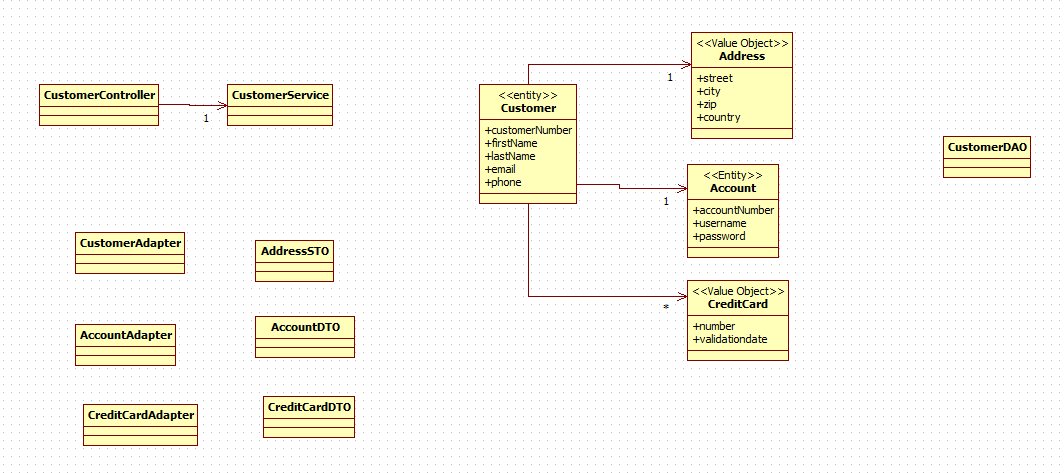 CustomerController
1
CustomerService
<<entity>>
Customer
+customerNumber
+firstName
+lastName
+email
+phone
1
<<Value Object>>
Address
+street
+city
+zip
+country
1
<<Entity>>
Account
+accountNumber
+username
+password
*
<<Value Object>>
CreditCard
+number
+validationdate
CustomerDAO
CustomerAdapter
AddressSTO
AccountAdapter
AccountDTO
CreditCardAdapter
CreditCardDTO